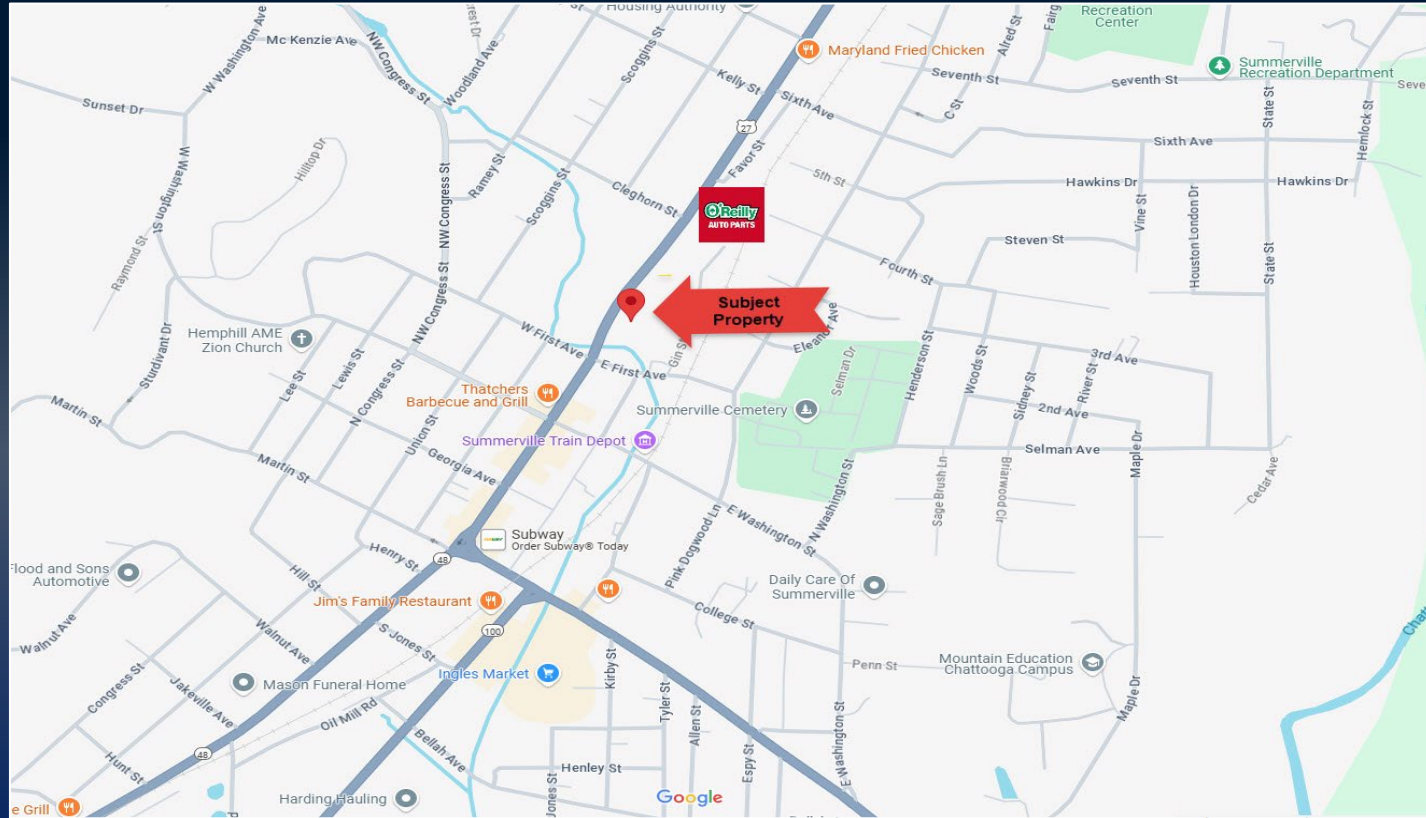 Housing Authority
Recreation
Center
Mc Kenzie Ave
W Washington Ave
NW Congress St
Woodland Ave
Scoggins St
Maryland Fried Chicken
Alred St
Summerville
Recreation Department
Kelly St
Sixth Ave
Seventh St
Seventh St
C St
State St
Hemlock St
Sunset Dr
27
Favor St
Sixth Ave
W Washington St
Hilltop Dr
Ramey St
Scoggins St
Cleghorn St
5th St
Hawkins Dr
Hawkins Dr
O'Reilly
AUTO PARTS
NW Congress St
Vine St
Houston London Dr
Steven St
State St
Raymond St
Fourth St
Subject
Property
Hemphill AME
Zion Church
NW Congress St
W First Ave
E First Ave
Gin St
Eleanor Ave
Selman Dr
Henderson St
Woods St
3rd Ave
Sturdivant Dr
Lee St
Lewis St
N Congress St
Thatchers
Barbecue and Grill
Sidney St
River St
2nd Ave
Martin St
Union St
Summerville Cemetery
Summerville Train Depot
Selman Ave
Maple Dr
Georgia Ave
Martin St
N Washington St
Sage Brush Ln
Briarwood Cir
Cedar Ave
E Washington St
Subway
Order Subway® Today
Pink Dogwood Ln
Henry St
48
Flood and Sons
Automotive
Hill St
Daily Care Of
Summerville
Jim's Family Restaurant
College St
100
Walnut Ave
Walnut Ave
S Jones St
Penn St
Mountain Education
Chattooga Campus
Ingles Market
Kirby St
Congress St
Mason Funeral Home
Jakeville Ave
Oil Mill Rd
Tyler St
Allen St
Maple Dr
48
Bellah Ave
Espy St
E Washington St
Hunt St
Henley St
Jones St
Harding Hauling
Google
e Grill